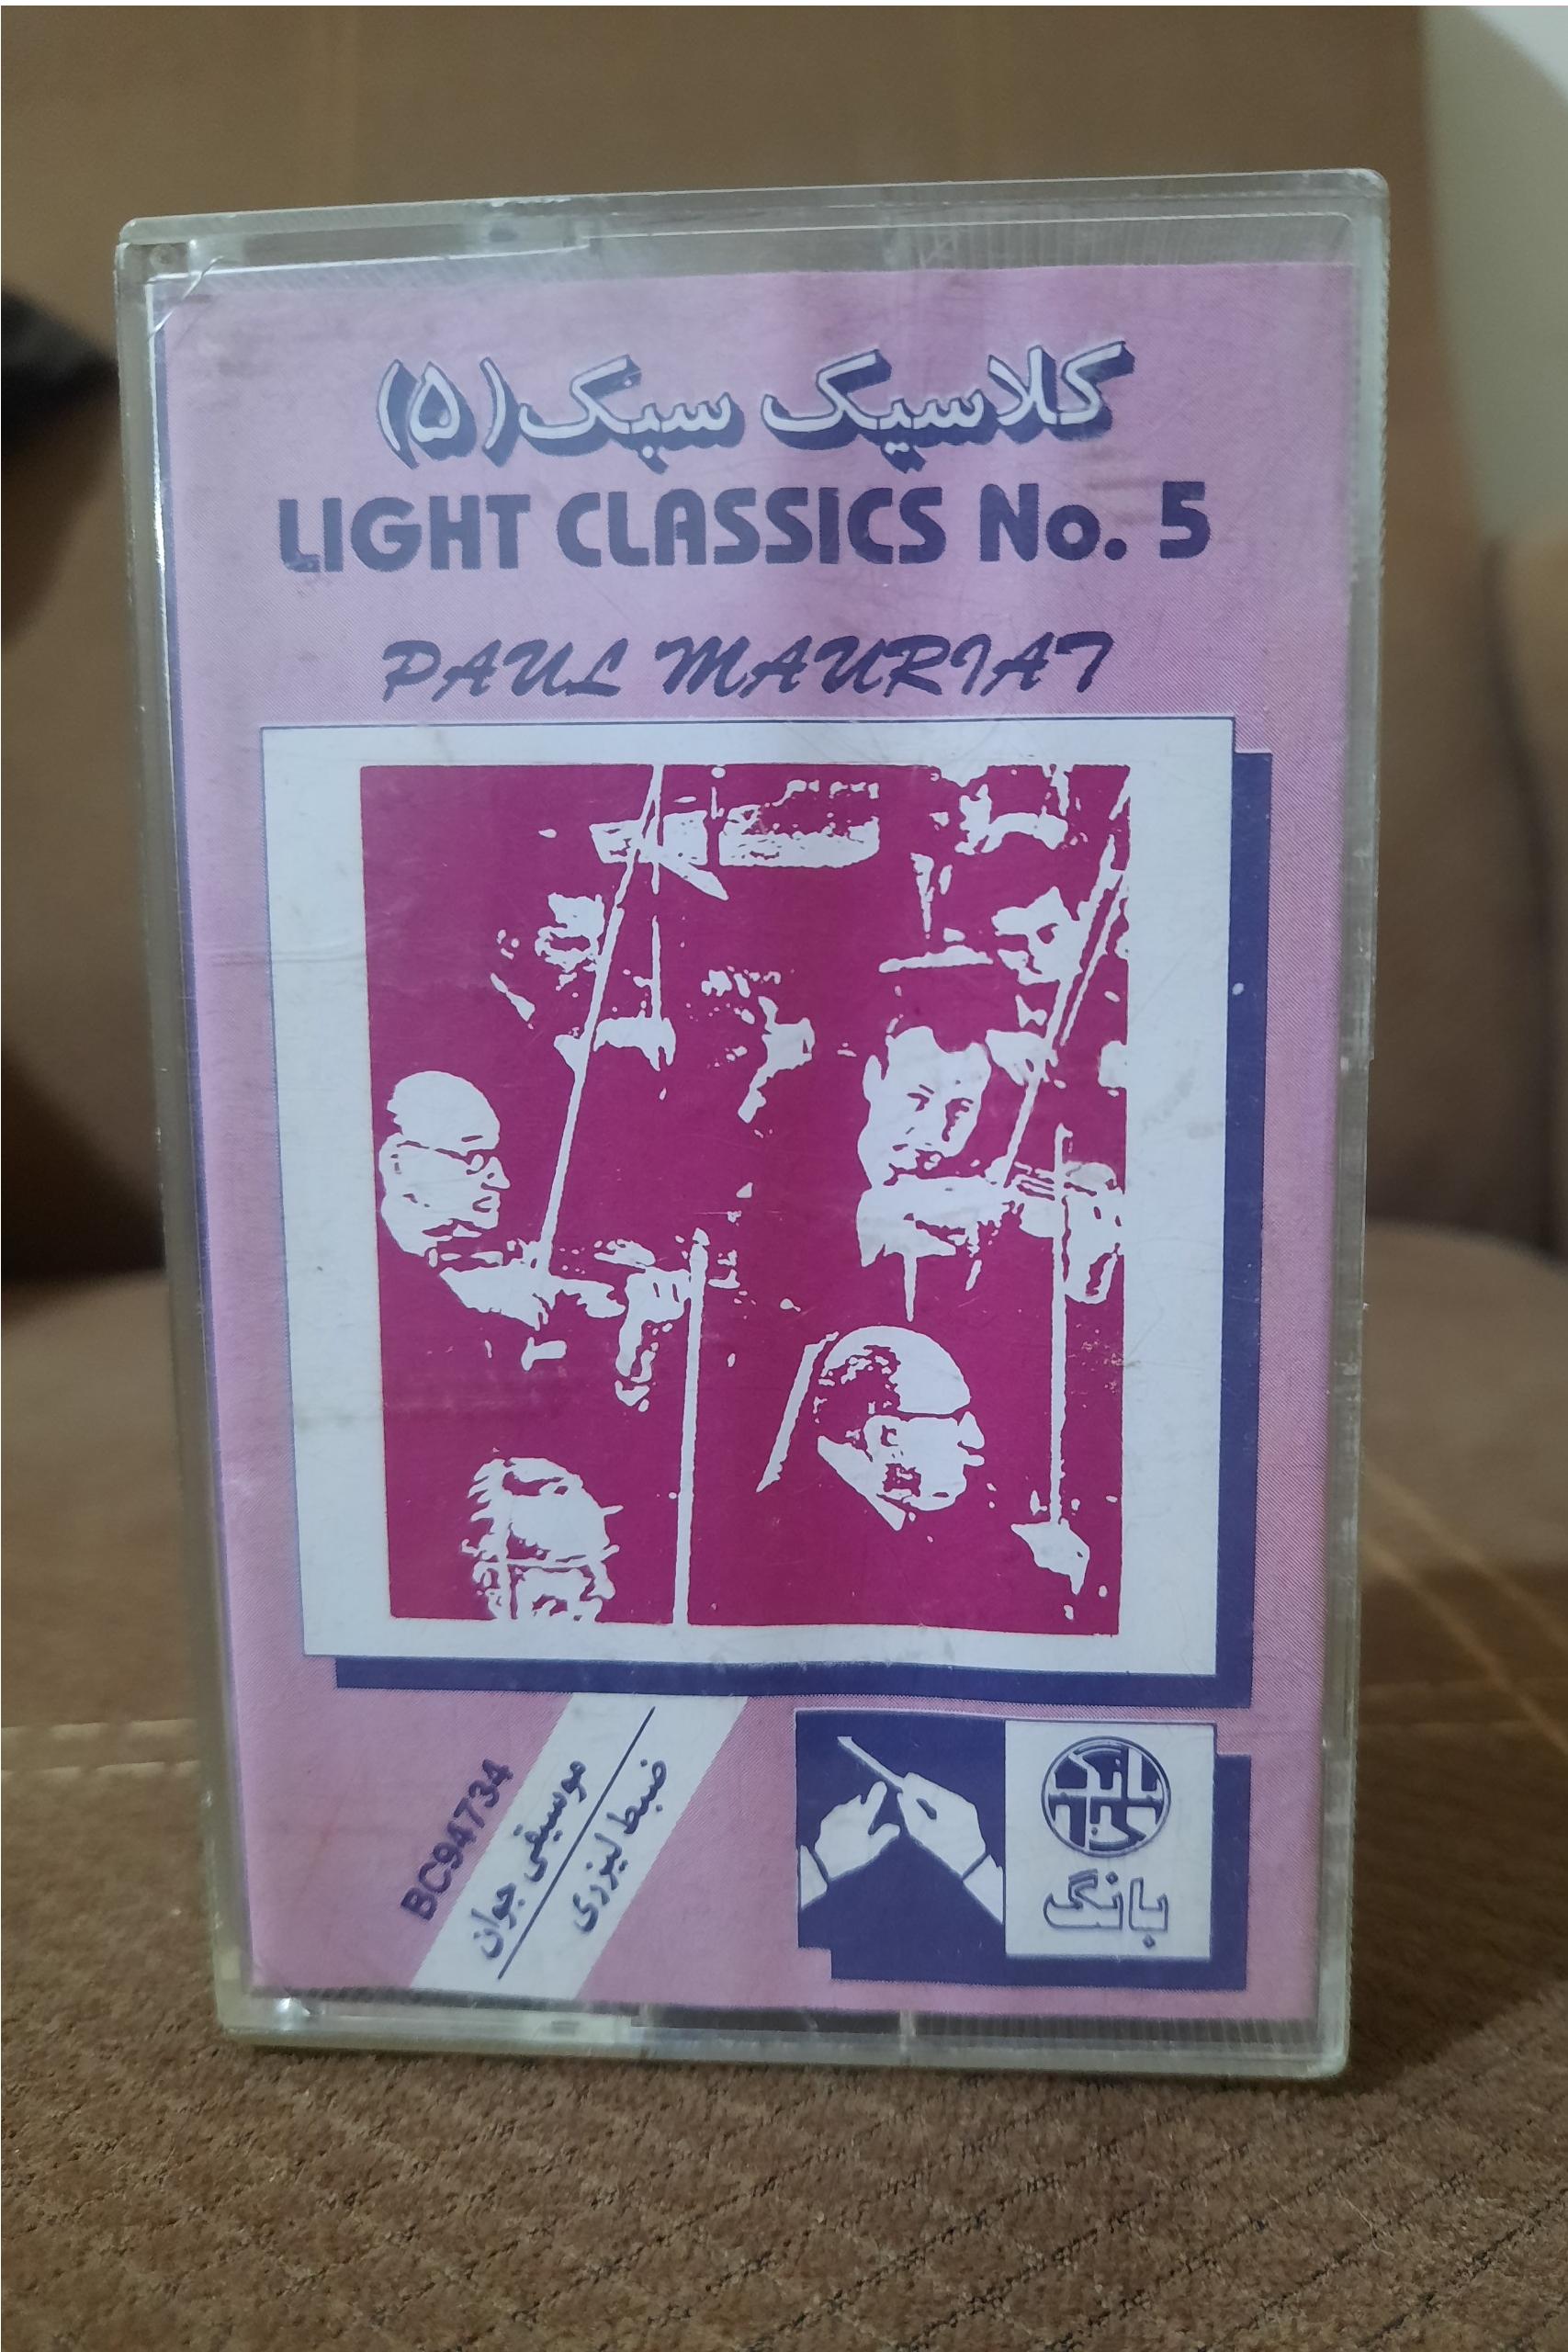 کلاسیک سبک (۵)
LIGHT CLASSICS No. 5
PAUL MAURIAT
BC94734
موسیقی جوان
ضبط لیزری
بانگ